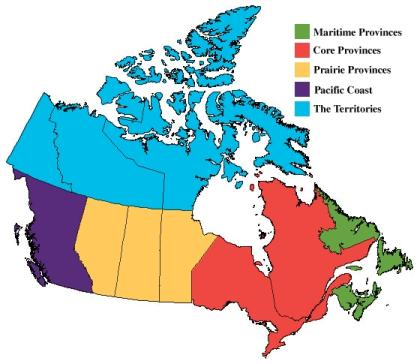 Maritime Provinces
Core Provinces
Prairie Provinces
Pacific Coast
The Territories